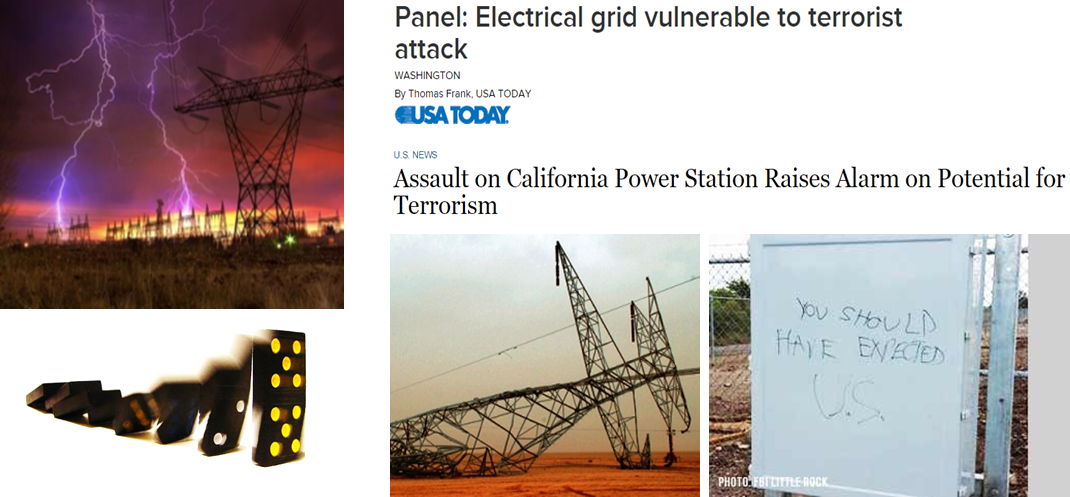 Panel: Electrical grid vulnerable to terrorist
attack
WASHINGTON
By Thomas Frank, USA TODAY
USA TODAY
U.S. NEWS
Assault on California Power Station Raises Alarm on Potential for
Terrorism
YOU SHOULD
HAVE EXPECTED
U.S.
PHOTO: FBI LITTLE ROCK